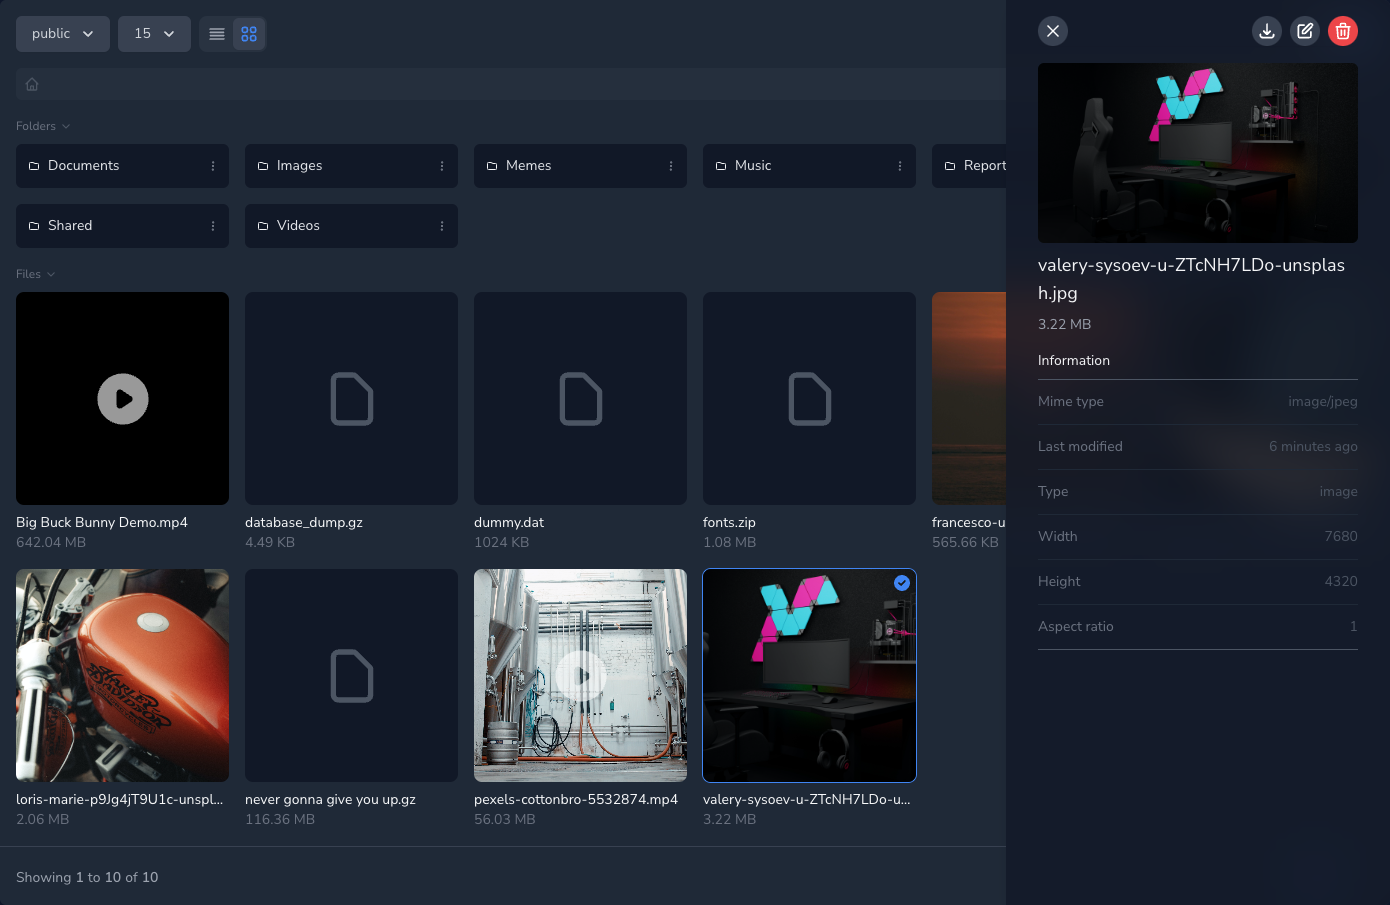 public
15
Folders
Documents
Images
Memes
Music
Report
Shared
Videos
Files
Big Buck Bunny Demo.mp4
642.04 MB
database_dump.gz
4.49 KB
dummy.dat
1024 KB
fonts.zip
1.08 MB
francesco-u
565.66 KB
HARLEY-DAVIDSON
loris-marie-p9Jg4jT9U1c-unspl...
2.06 MB
never gonna give you up.gz
116.36 MB
pexels-cottonbro-5532874.mp4
56.03 MB
valery-sysoev-u-ZTcNH7LDo-u...
3.22 MB
Showing 1 to 10 of 10
valery-sysoev-u-ZTcNH7LDo-unsplas
h.jpg
3.22 MB
Information
Mime type image/jpeg
Last modified 6 minutes ago
Type image
Width 7680
Height 4320
Aspect ratio 1